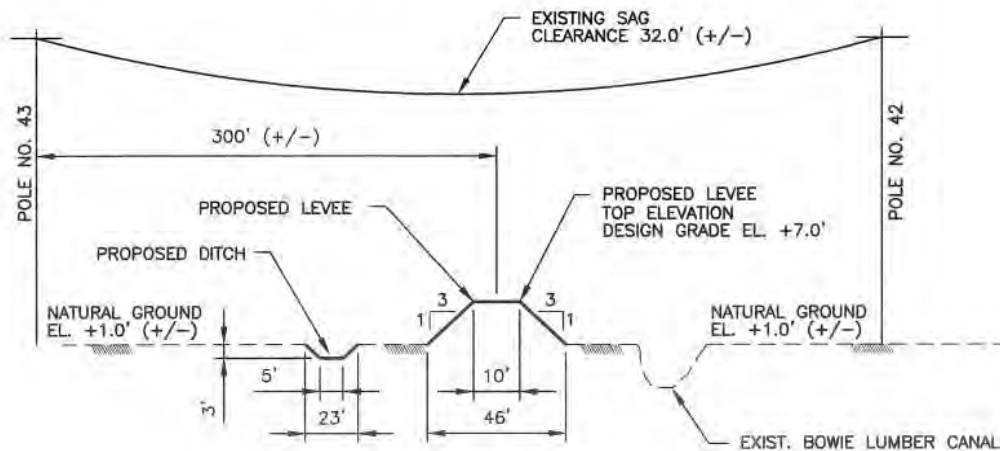 EXISTING SAG
CLEARANCE 32.0' (+/-)
POLE NO. 43
300' (+/-)
POLE NO. 42
PROPOSED LEVEE
PROPOSED LEVEE
TOP ELEVATION
DESIGN GRADE EL. +7.0'
PROPOSED DITCH
NATURAL GROUND
EL. +1.0' (+/-)
3
1
3
1
NATURAL GROUND
EL. +1.0' (+/-)
3'
5'
10'
23'
46'
EXIST. BOWIE LUMBER CANAL